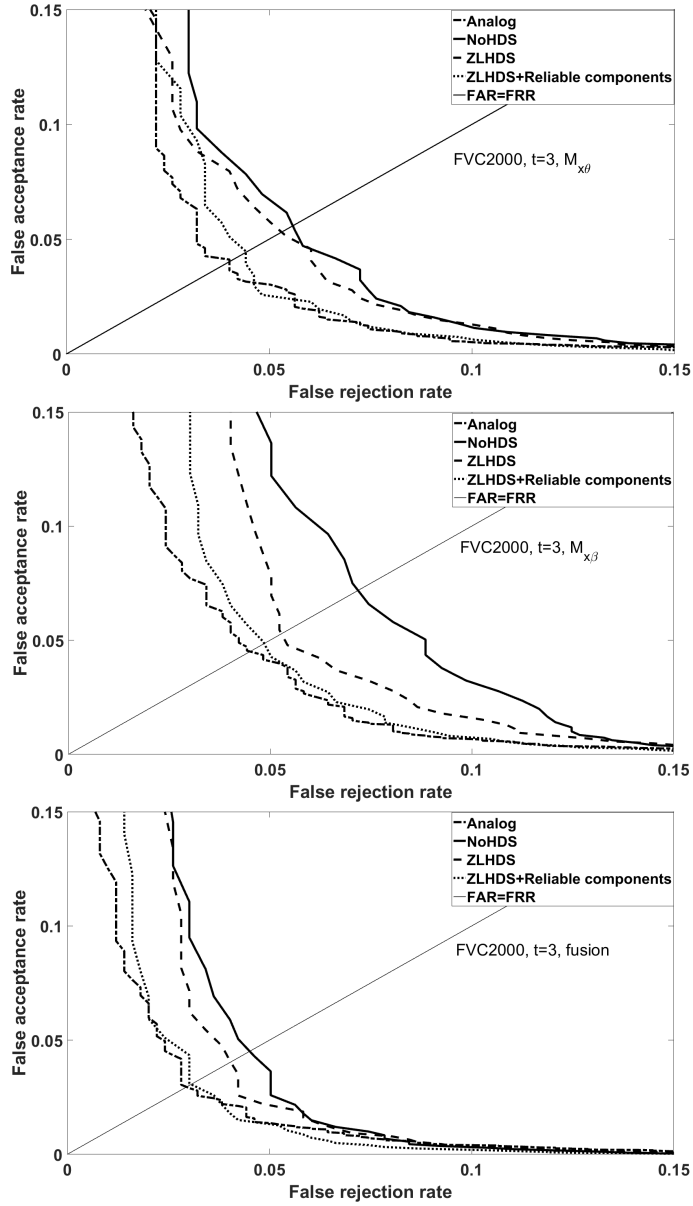 0.15
Analog
NoHDS
ZLHDS
ZLHDS+Reliable components
FAR=FRR
0.1
FVC2000, t=3, Mxθ
False acceptance rate
0.05
0
0 0.05 0.1 0.15
False rejection rate
0.15
Analog
NoHDS
ZLHDS
ZLHDS+Reliable components
FAR=FRR
0.1
FVC2000, t=3, Mxβ
False acceptance rate
0.05
0
0 0.05 0.1 0.15
False rejection rate
0.15
Analog
NoHDS
ZLHDS
ZLHDS+Reliable components
FAR=FRR
0.1
FVC2000, t=3, fusion
False acceptance rate
0.05
0
0 0.05 0.1 0.15
False rejection rate